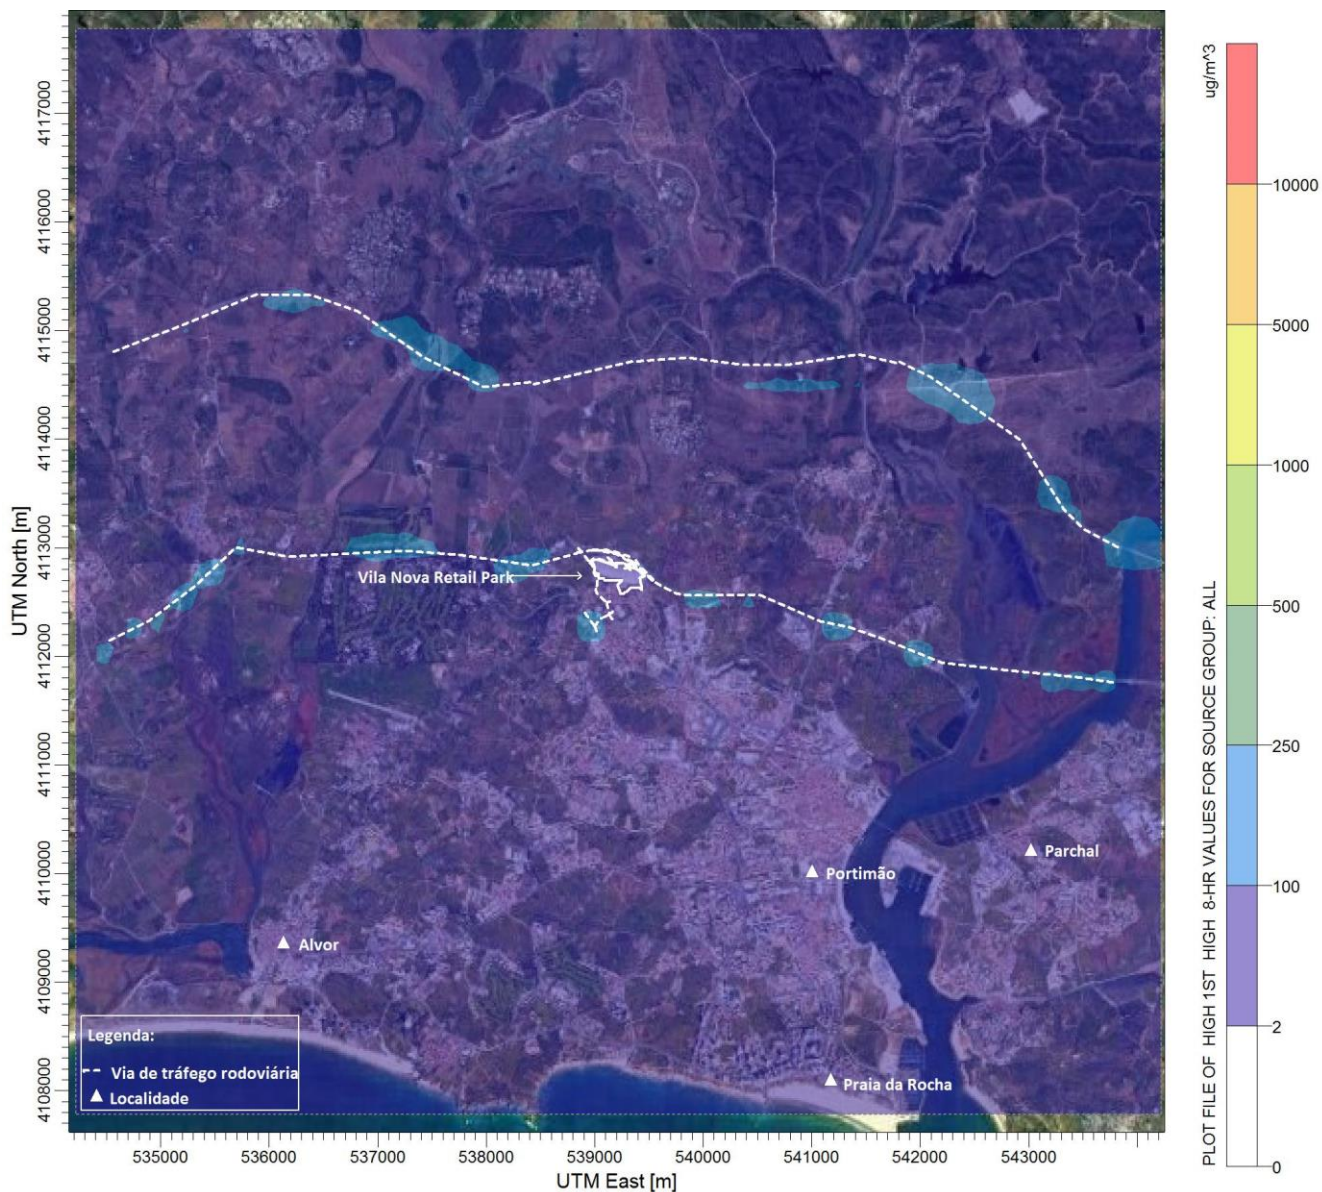 UTM North [m]
4117000
4116000
4115000
4114000
4113000
4112000
4111000
4110000
4109000
4108000
Vila Nova Retail Park
Parchal
Portimão
Alvor
Praia da Rocha
Legenda:
Via de tráfego rodoviária
Localidade
535000
536000
537000
538000
539000
540000
541000
542000
543000
UTM East [m]
ug/m^3
10000
5000
1000
500
250
100
2
0
PLOT FILE OF HIGH 1ST HIGH 8-HR VALUES FOR SOURCE GROUP: ALL